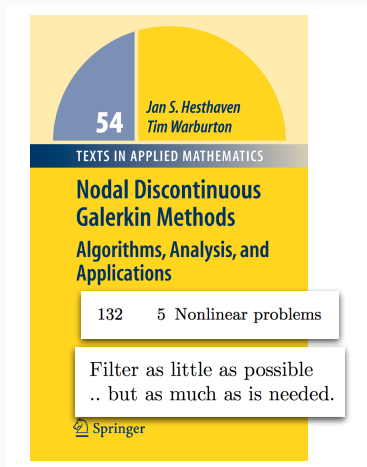 54
Jan S. Hesthaven
Tim Warburton
TEXTS IN APPLIED MATHEMATICS
Nodal Discontinuous
Galerkin Methods
Algorithms, Analysis, and
Applications
132 5 Nonlinear problems
Filter as little as possible
.. but as much as is needed.
Springer